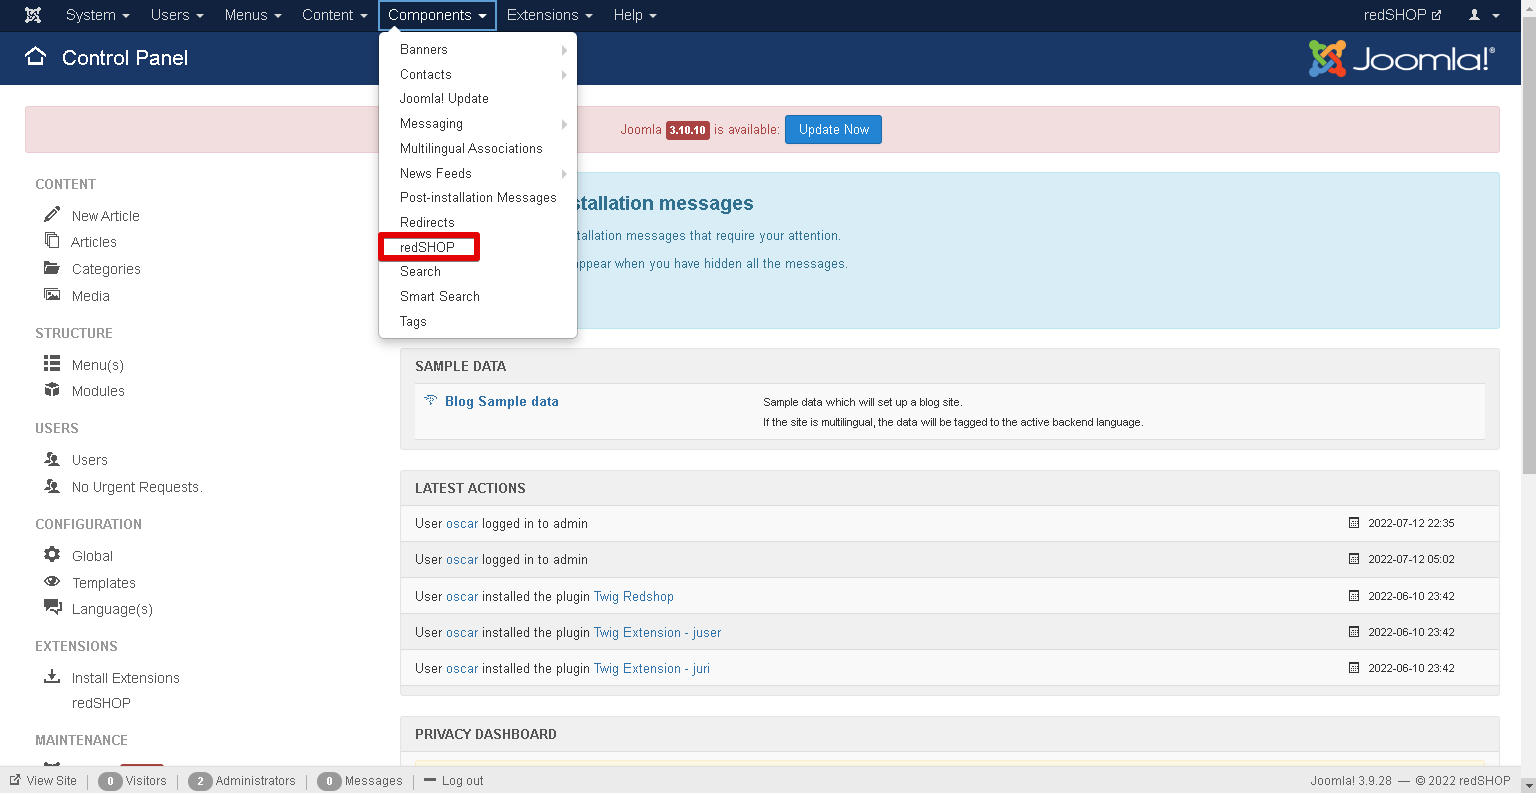 System Users Menus Content Components Extensions Help redSHOP
Control Panel
Joomla!®
Banners
Contacts
Joomla! Update
Messaging
Multilingual Associations
News Feeds
Post-installation Messages
Redirects
redSHOP
Search
Smart Search
Tags
Joomla 3.10.10 is available: Update Now
CONTENT
New Article
Articles
Categories
Media
STRUCTURE
Menu(s)
Modules
USERS
Users
No Urgent Requests.
CONFIGURATION
Global
Templates
Language(s)
EXTENSIONS
Install Extensions
redSHOP
MAINTENANCE
stallation messages
tallation messages that require your attention.
appear when you have hidden all the messages.
SAMPLE DATA
Blog Sample data
Sample data which will set up a blog site.
If the site is multilingual, the data will be tagged to the active backend language.
LATEST ACTIONS
User oscar logged in to admin 2022-07-12 22:35
User oscar logged in to admin 2022-07-12 05:02
User oscar installed the plugin Twig Redshop 2022-06-10 23:42
User oscar installed the plugin Twig Extension - juser 2022-06-10 23:42
User oscar installed the plugin Twig Extension - juri 2022-06-10 23:42
PRIVACY DASHBOARD
View Site 0 Visitors 2 Administrators 0 Messages Log out Joomla! 3.9.28 — © 2022 redSHOP